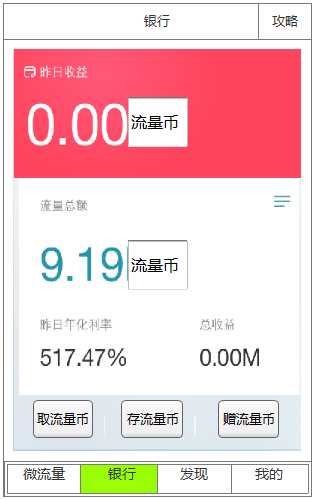 银行 攻略
昨日收益
0.00 流量币
流量总额
9.19 流量币
昨日年化利率 总收益
517.47% 0.00M
取流量币 存流量币 赠流量币
微流量 银行 发现 我的